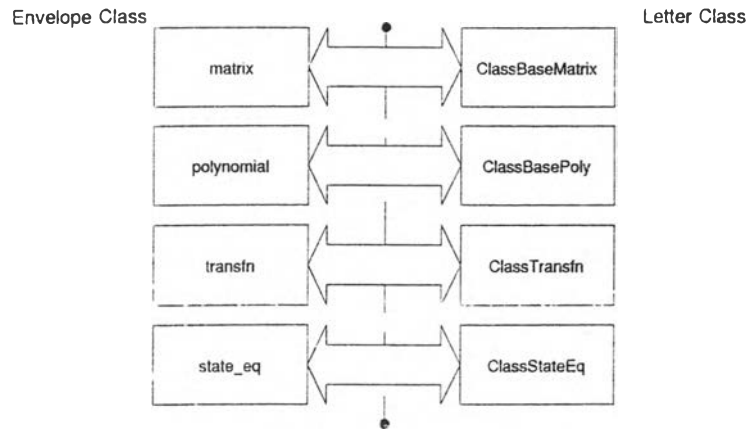 Envelope Class
Letter Class
matrix
ClassBaseMatrix
polynomial
ClassBasePoly
transfn
ClassTransfn
state_eq
ClassStateEq